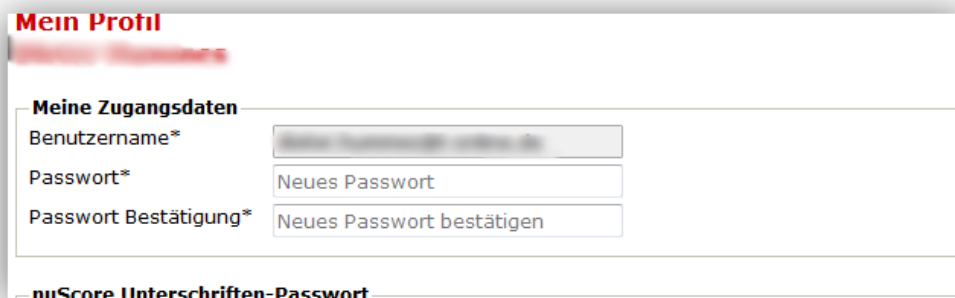 Mein Profil
Meine Zugangsdaten
Benutzername*
Passwort* Neues Passwort
Passwort Bestätigung* Neues Passwort bestätigen
nuScore Unterschriften-Passwort